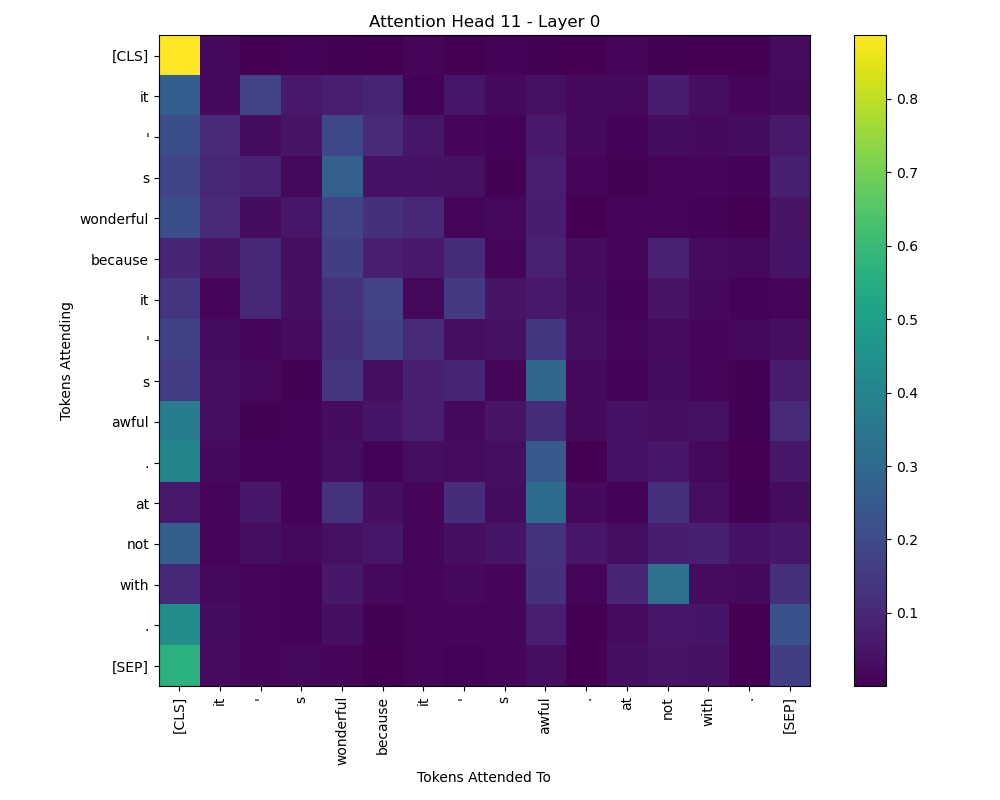 Attention Head 11 - Layer 0
[CLS]
it
'
s
wonderful
because
it
'
s
awful
.
at
not
with
.
[SEP]
Tokens Attending
[CLS]
it
'
s
wonderful
because
it
'
s
awful
.
at
not
with
.
[SEP]
Tokens Attended To
0.8
0.7
0.6
0.5
0.4
0.3
0.2
0.1